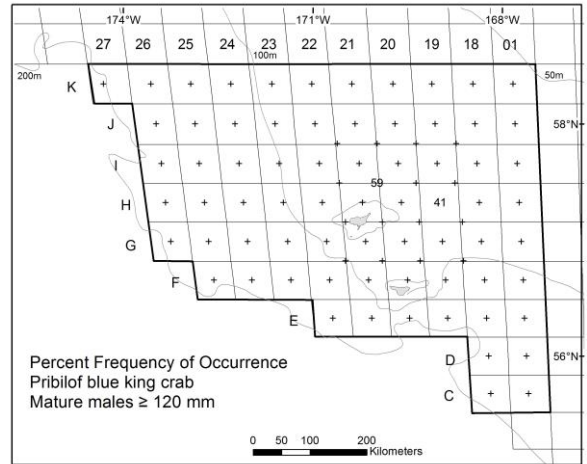 174°W 171°W 168°W
27 26 25 24 23 22 21 20 19 18 01
200m 100m 50m
K
J 58°N
I
59
H 41
G
F
E
Percent Frequency of Occurrence
Pribilof blue king crab
Mature males ≥ 120 mm
D 56°N
C
0 50 100 200
Kilometers